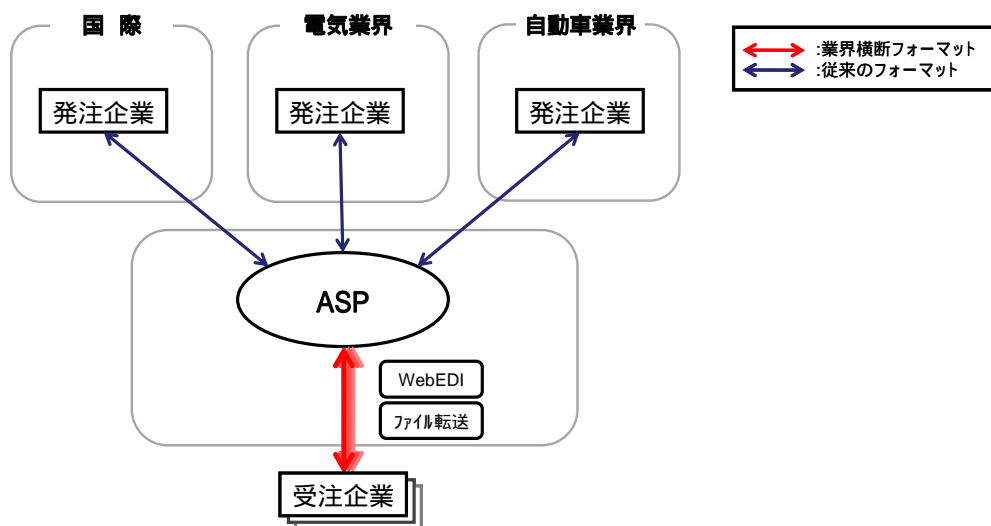 国 際
電気業界
自動車業界
:業界横断フォーマット
:従来のフォーマット
発注企業
発注企業
発注企業
ASP
WebEDI
ファイル転送
受注企業